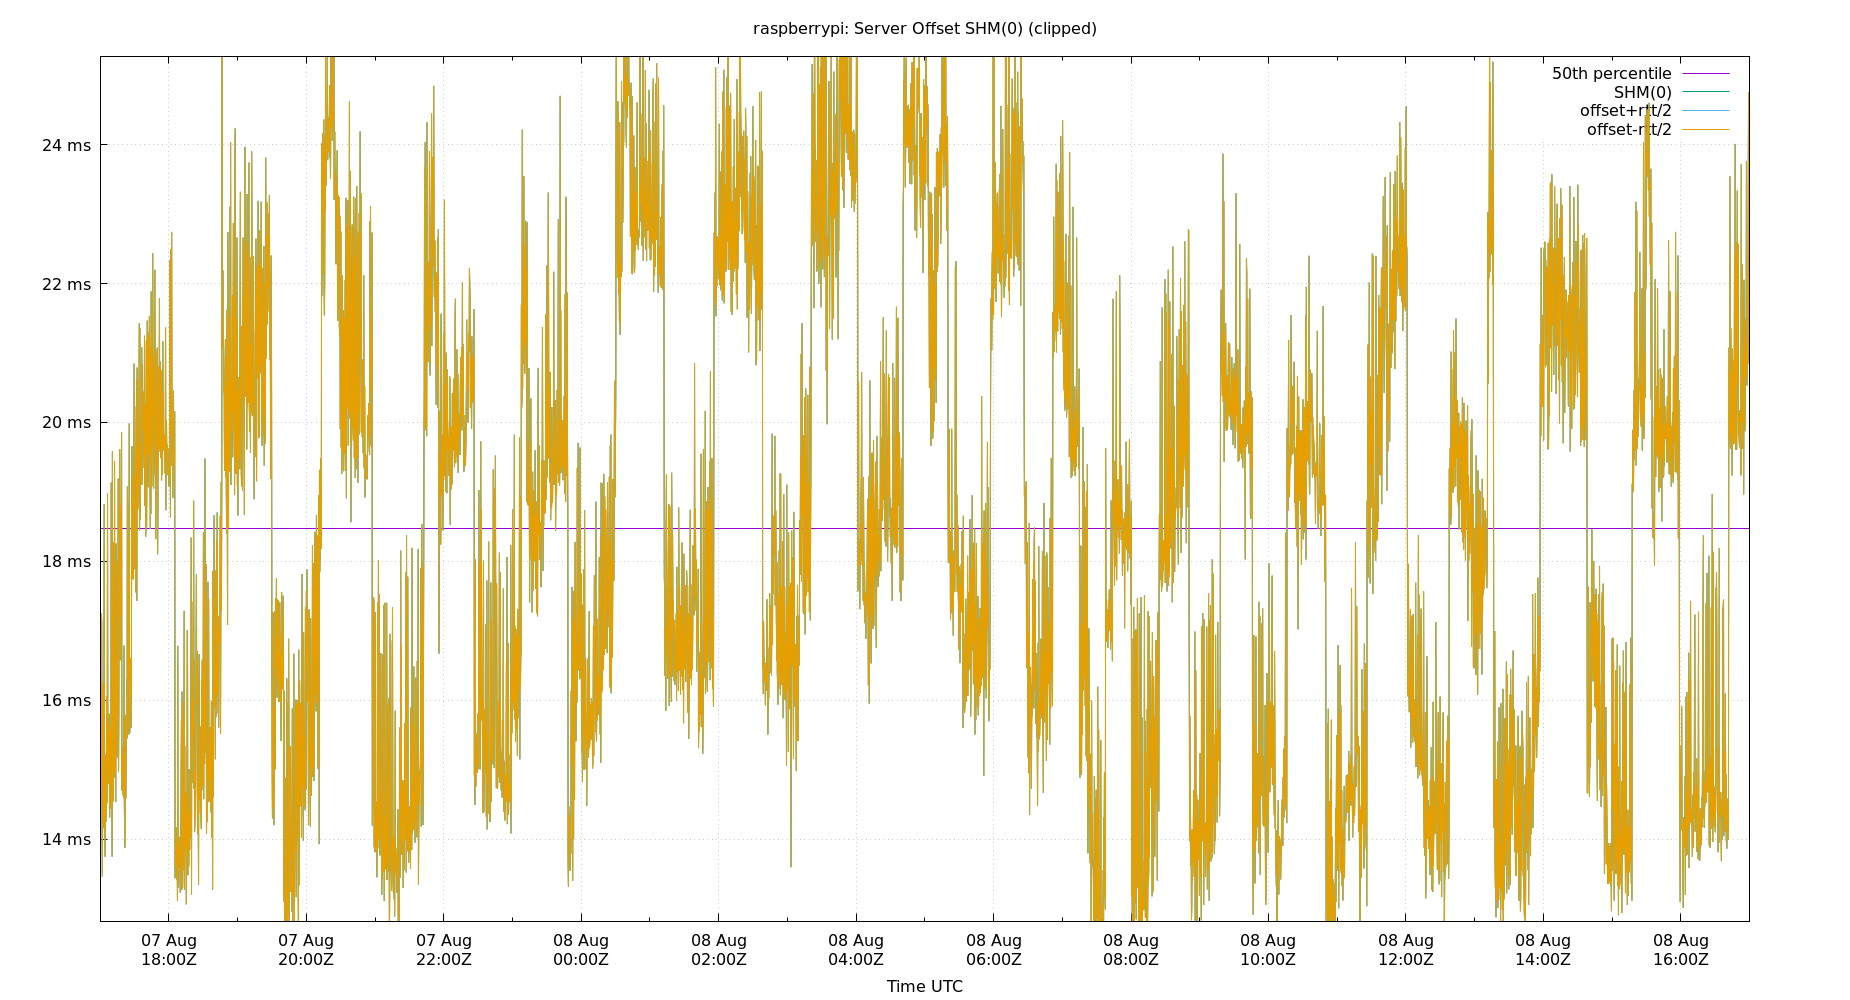 raspberrypi: Server Offset SHM(0) (clipped)
50th percentile
SHM(0)
offset+rtt/2
offset-rtt/2
24 ms
22 ms
20 ms
18 ms
16 ms
14 ms
07 Aug 07 Aug 07 Aug 08 Aug 08 Aug 08 Aug 08 Aug 08 Aug 08 Aug 08 Aug 08 Aug 08 Aug
18:00Z 20:00Z 22:00Z 00:00Z 02:00Z 04:00Z 06:00Z 08:00Z 10:00Z 12:00Z 14:00Z 16:00Z
Time UTC